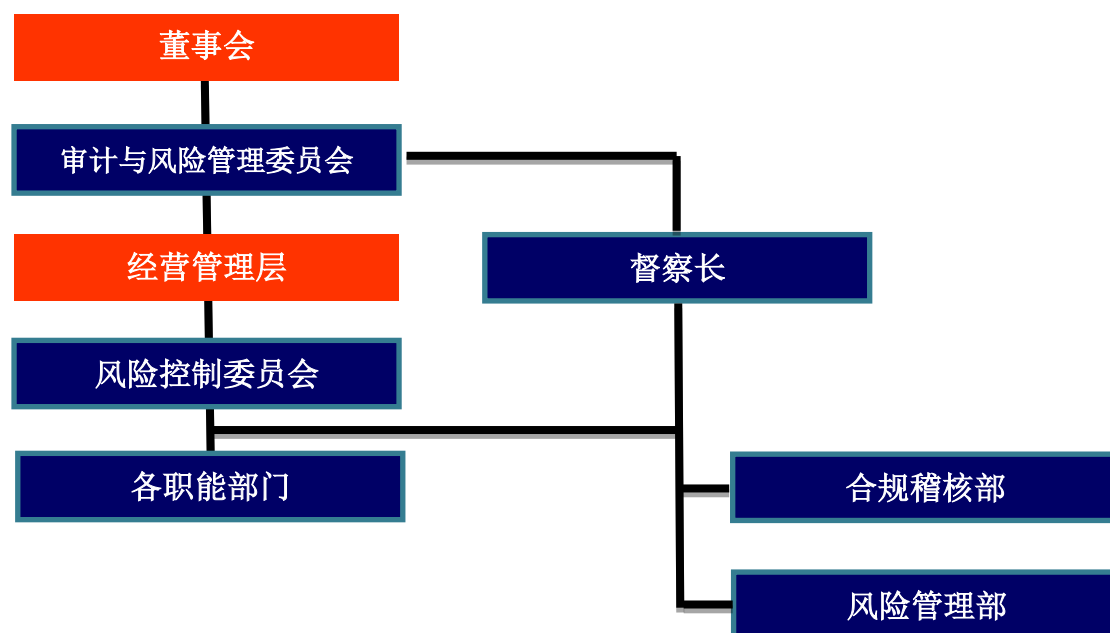 董事会
审计与风险管理委员会
经营管理层
督察长
风险控制委员会
各职能部门
合规稽核部
风险管理部